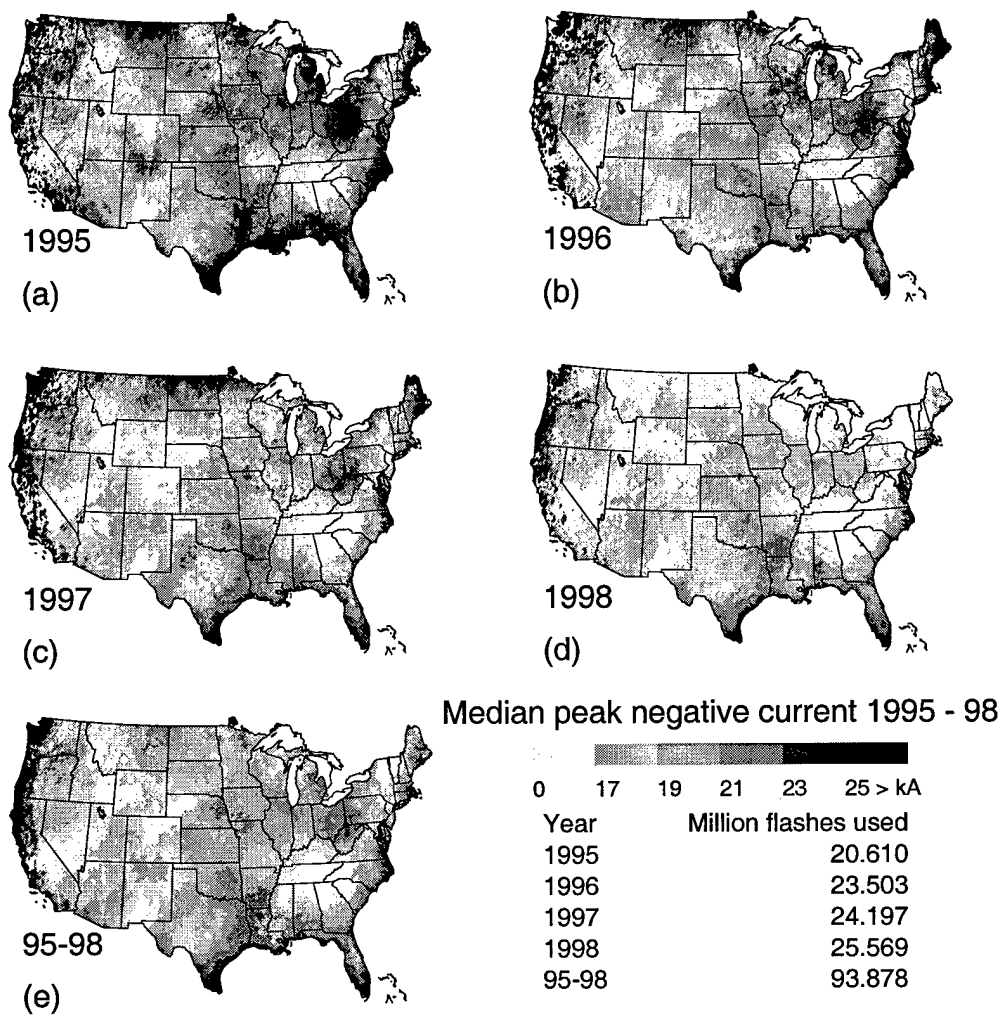 1995
(a)
1996
(b)
1997
(c)
1998
(d)
95-98
(e)
Median peak negative current 1995 - 98
0 17 19 21 23 25 > kA
Year Million flashes used
1995 20.610
1996 23.503
1997 24.197
1998 25.569
95-98 93.878